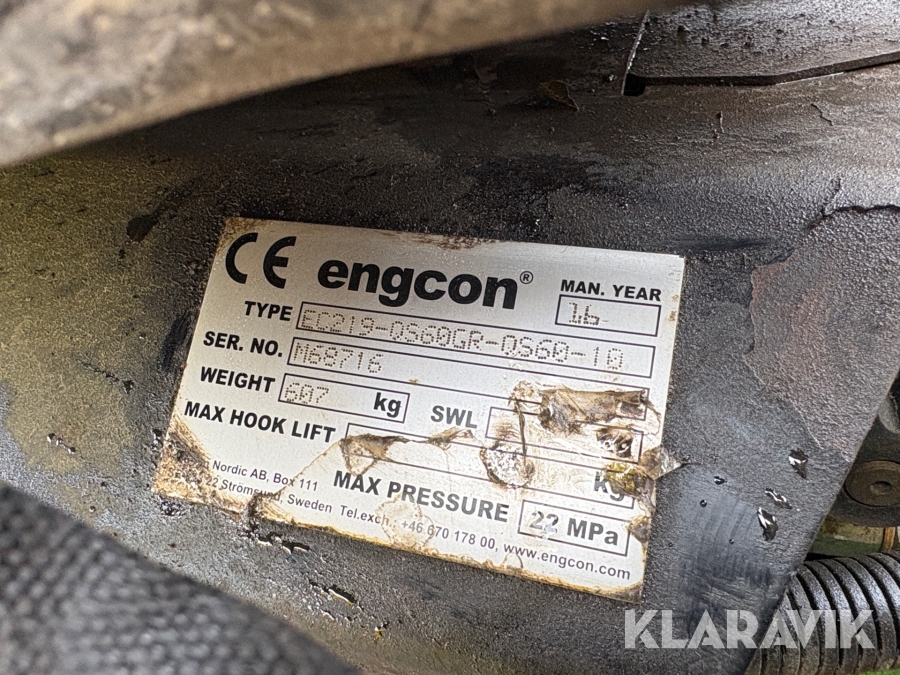 CE engcon® MAN. YEAR
TYPE EC219-QS60GR-QS60-10 16
SER. NO. M68716
WEIGHT 607 kg SWL
MAX HOOK LIFT Kg
MAX PRESSURE 22 MPa
Nordic AB, Box 111
22 Strömsund, Sweden Tel.exch.: +46 670 178 00, www.engcon.com
KLARAVIK